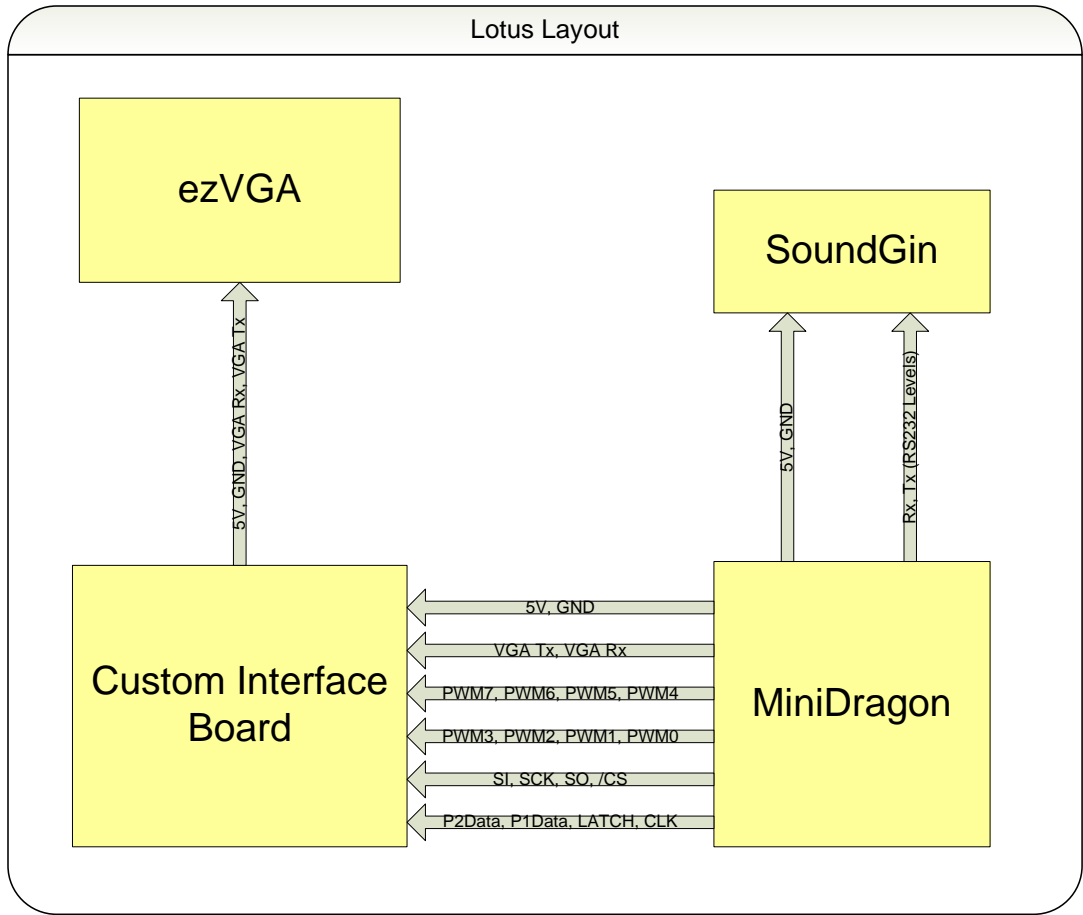 Lotus Layout
ezVGA
SoundGin
5V, GND, VGA Rx, VGA Tx
5V, GND
Rx, Tx (RS232 Levels)
Custom Interface
Board
5V, GND
VGA Tx, VGA Rx
PWM7, PWM6, PWM5, PWM4
PWM3, PWM2, PWM1, PWM0
SI, SCK, SO, /CS
P2Data, P1Data, LATCH, CLK
MiniDragon